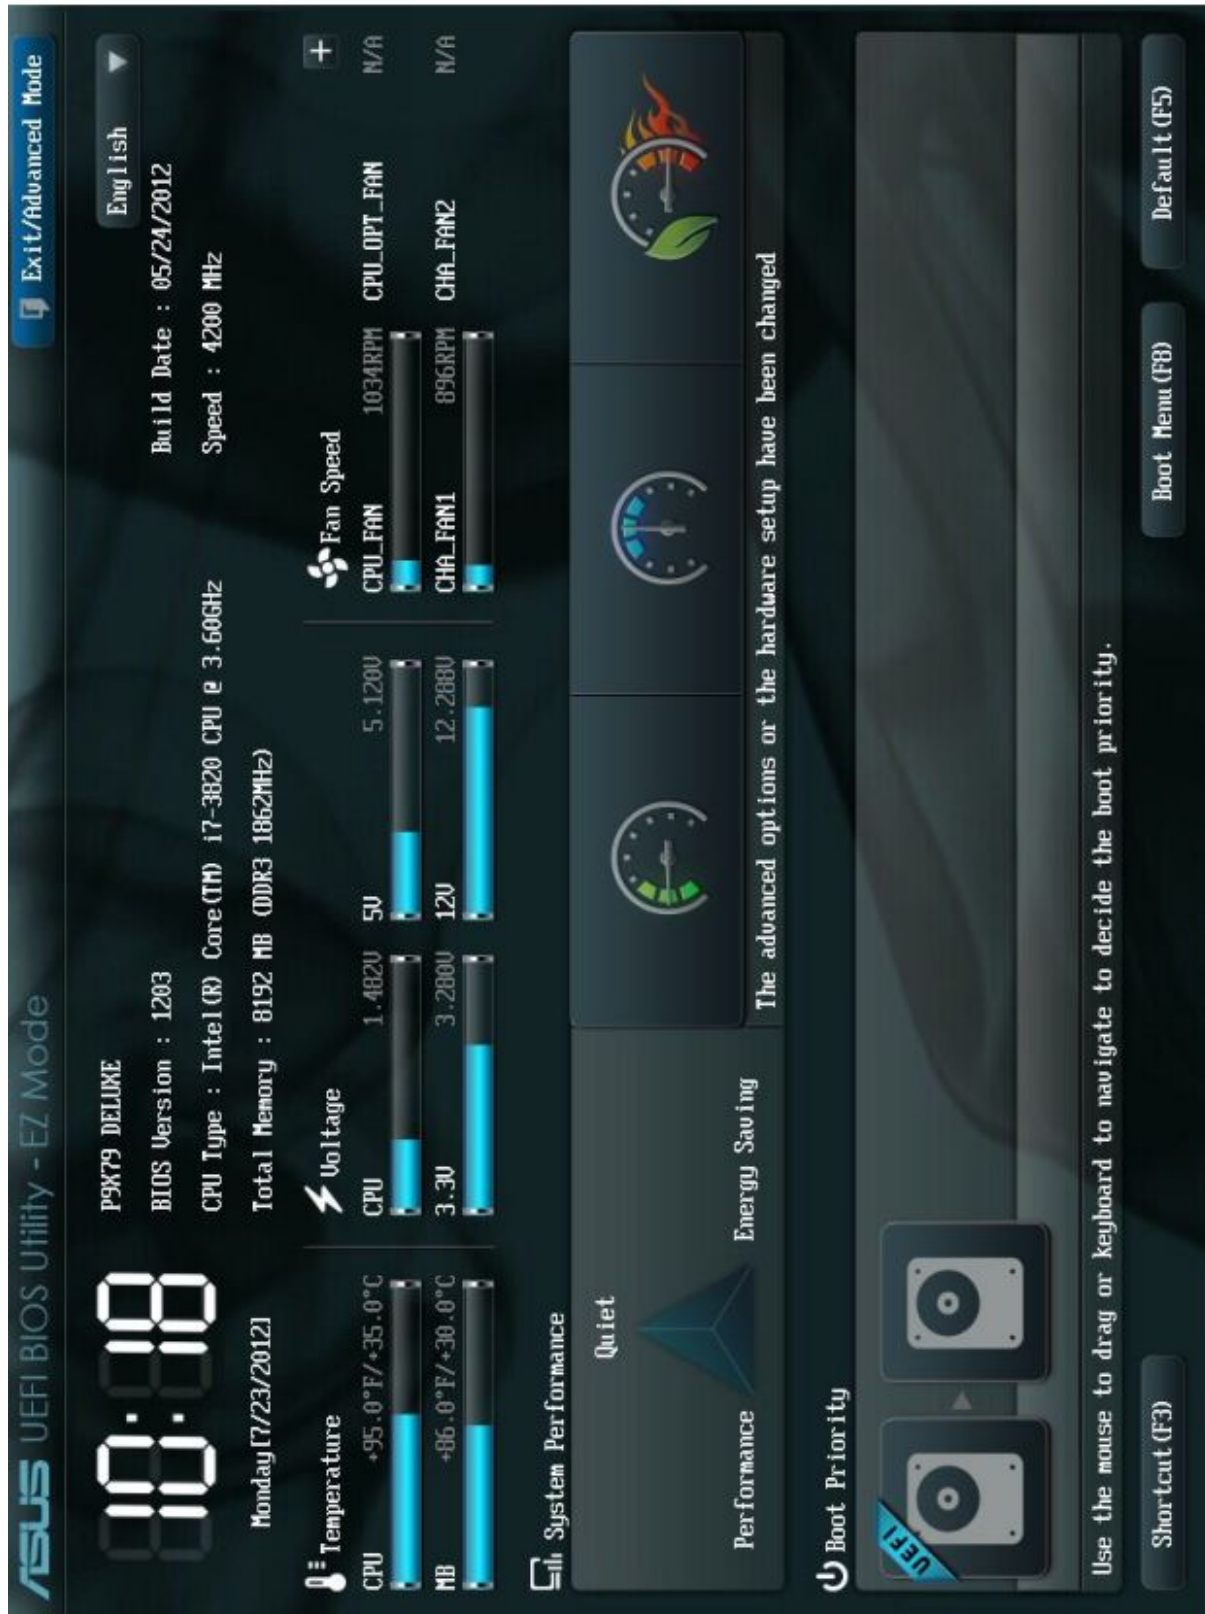 ASUS UEFI BIOS Utility - EZ Mode
Exit/Advanced Mode
10:18
Monday[7/23/2012]
P9X79 DELUXE
English
BIOS Version : 1203
Build Date : 05/24/2012
CPU Type : Intel(R) Core(TM) i7-3820 CPU @ 3.60GHz
Speed : 4200 MHz
Total Memory : 8192 MB (DDR3 1862MHz)
Temperature
CPU +95.0°F/+35.0°C
MB +86.0°F/+30.0°C
Voltage
CPU 1.482V 5V 5.120V
3.3V 3.280V 12V 12.288V
Fan Speed
CPU_FAN 1034RPM CPU_OPT_FAN N/A
CHA_FAN1 896RPM CHA_FAN2 N/A
System Performance
Quiet
Performance
Energy Saving
The advanced options or the hardware setup have been changed
Boot Priority
UEFI
Use the mouse to drag or keyboard to navigate to decide the boot priority.
Shortcut(F3)
Boot Menu(F8)
Default(F5)